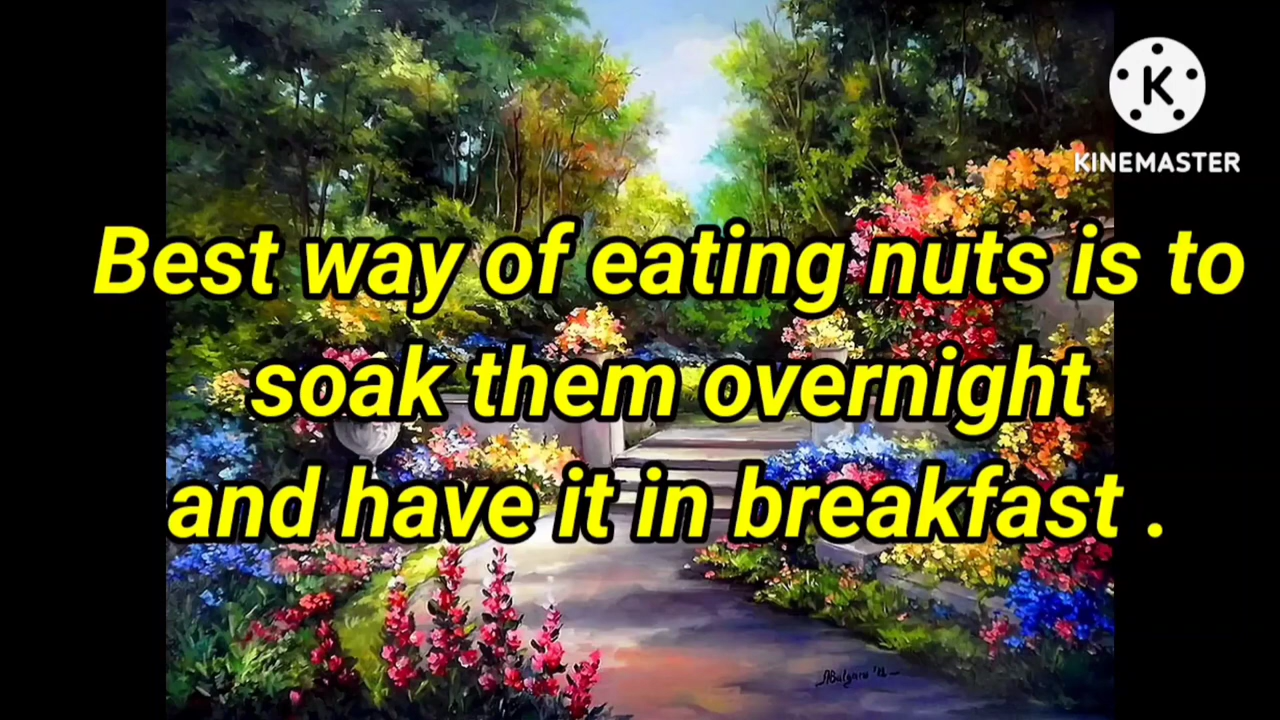 K
KINEMASTER
Best way of eating nuts is to
soak them overnight
and have it in breakfast .